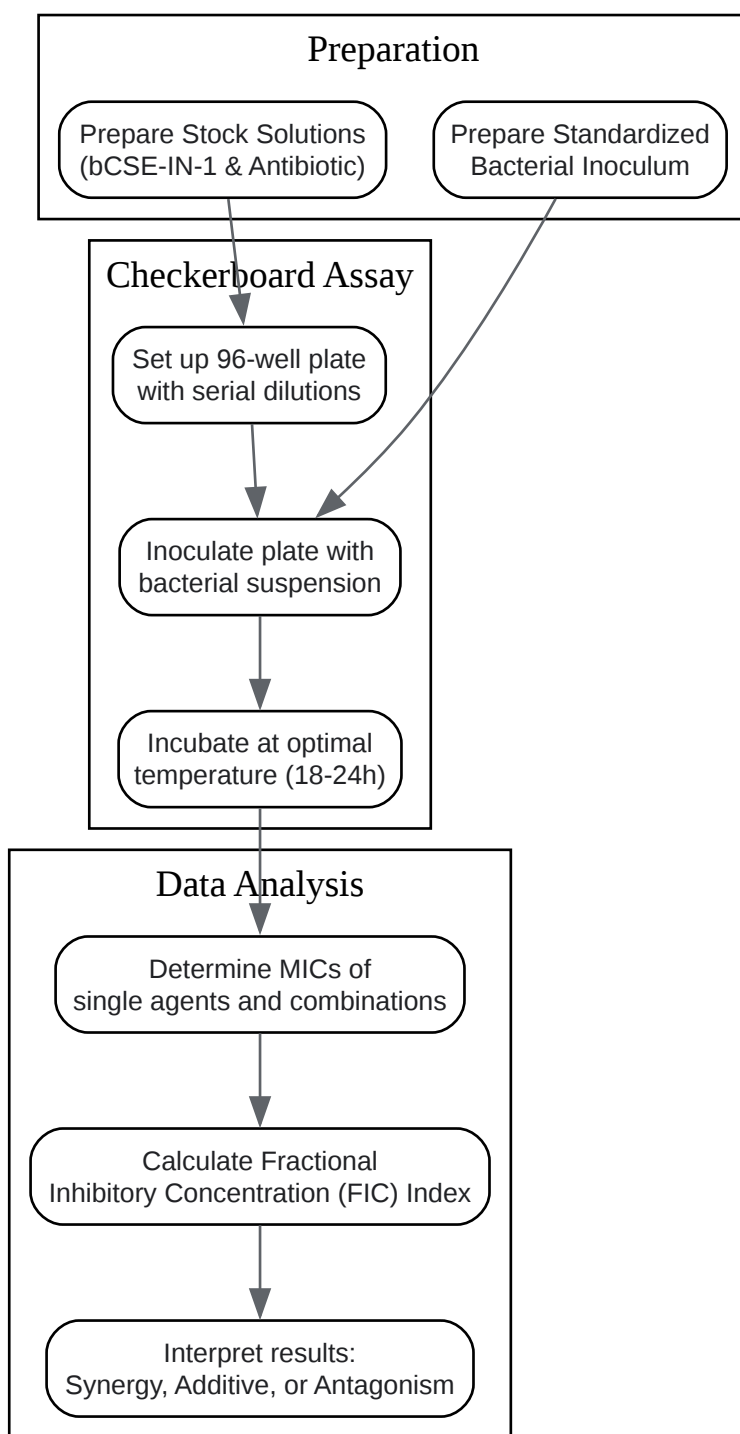 Preparation
Prepare Stock Solutions
(bCSE-IN-1 & Antibiotic)
Prepare Standardized
Bacterial Inoculum
Checkerboard Assay
Set up 96-well plate
with serial dilutions
Inoculate plate with
bacterial suspension
Incubate at optimal
temperature (18-24h)
Data Analysis
Determine MICs of
single agents and combinations
Calculate Fractional
Inhibitory Concentration (FIC) Index
Interpret results:
Synergy, Additive, or Antagonism